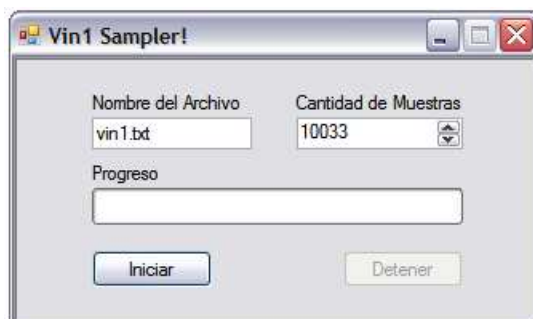 Vin1 Sampler!
Nombre del Archivo
Cantidad de Muestras
vin1.txt
10033
Progreso
Iniciar
Detener